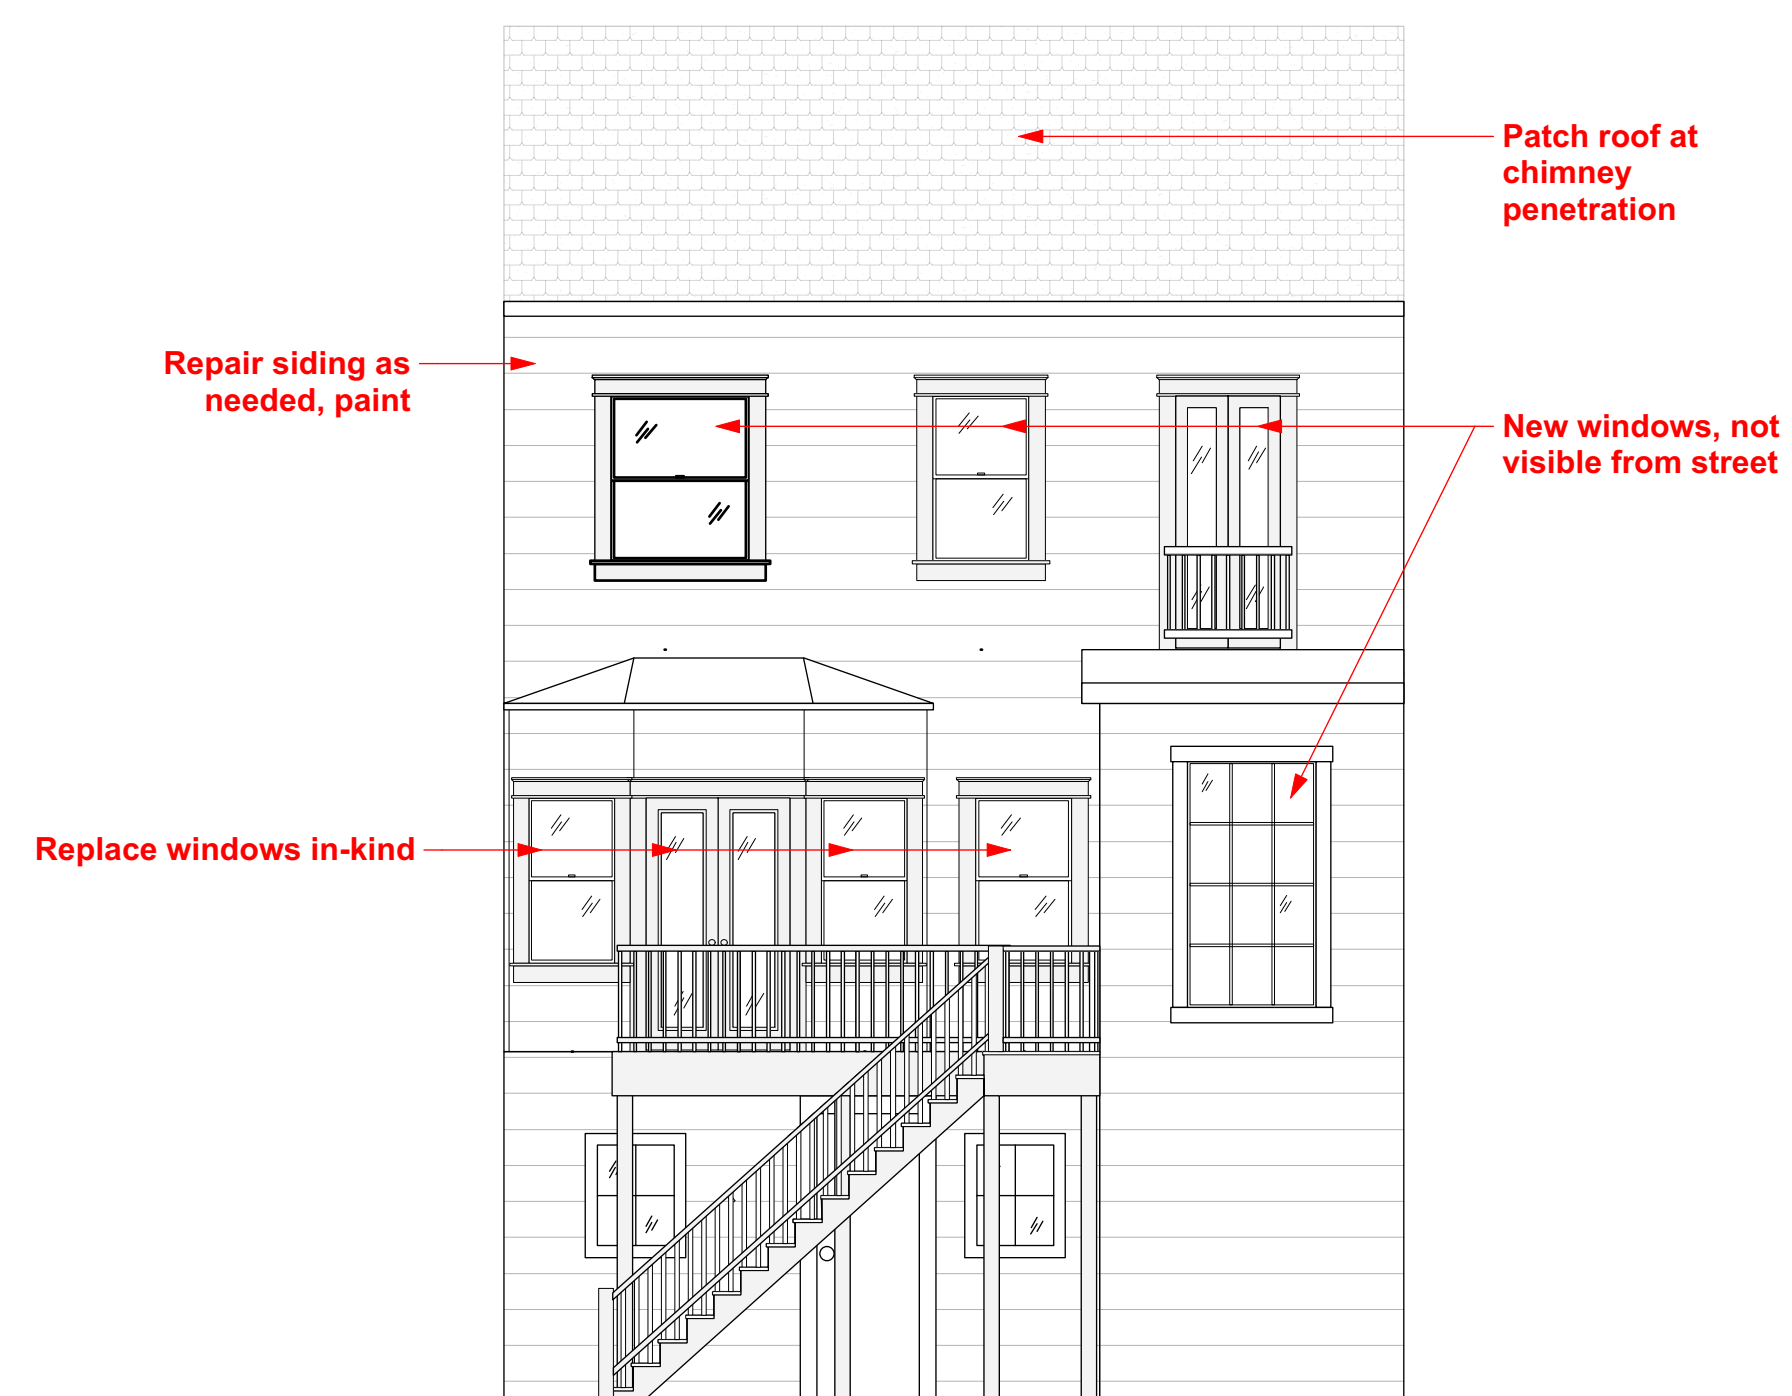 Patch roof at
chimney
penetration
Repair siding as
needed, paint
New windows, not
visible from street
Replace windows in-kind